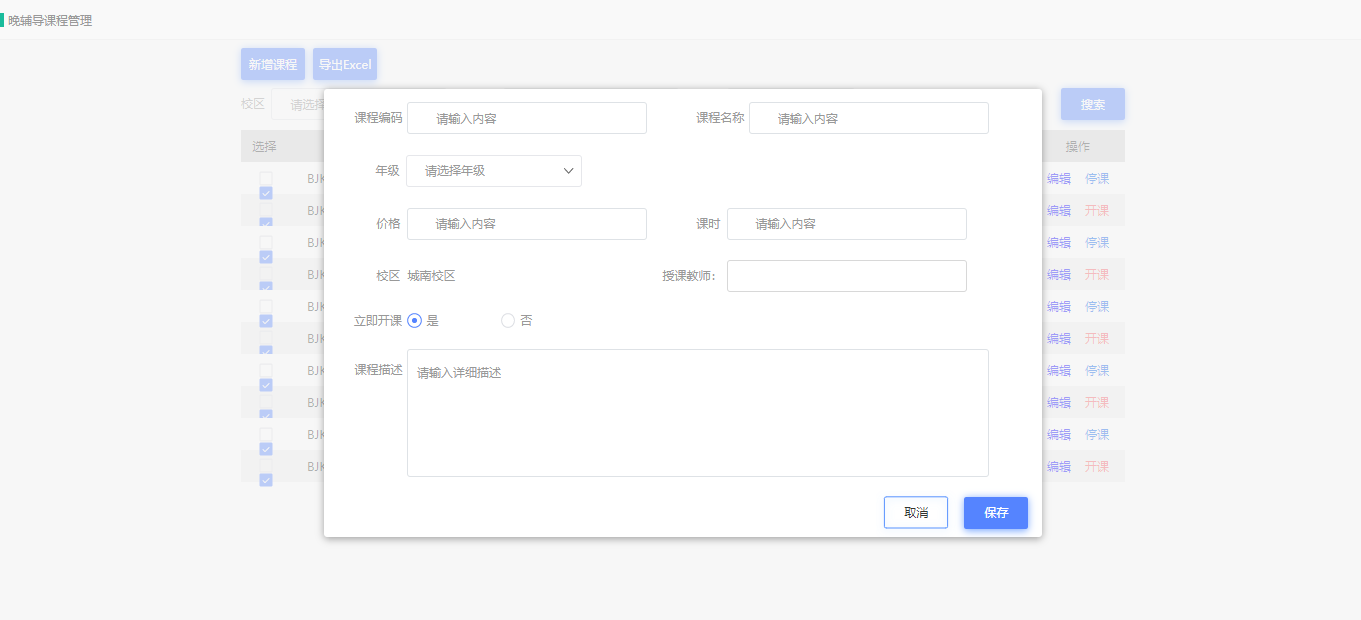 晚辅导课程管理
新增课程 导出Excel
校区 请选择 搜索
课程编码 请输入内容 课程名称 请输入内容
选择 操作
年级 请选择年级
BJK 编辑 停课
BJK 编辑 开课
价格 请输入内容 课时 请输入内容
BJK 编辑 停课
校区 城南校区 授课教师：
BJK 编辑 开课
BJK 编辑 停课
立即开课 是 否
BJK 编辑 开课
BJK 编辑 停课
课程描述 请输入详细描述
BJK 编辑 开课
BJK 编辑 停课
BJK 编辑 开课
取消 保存